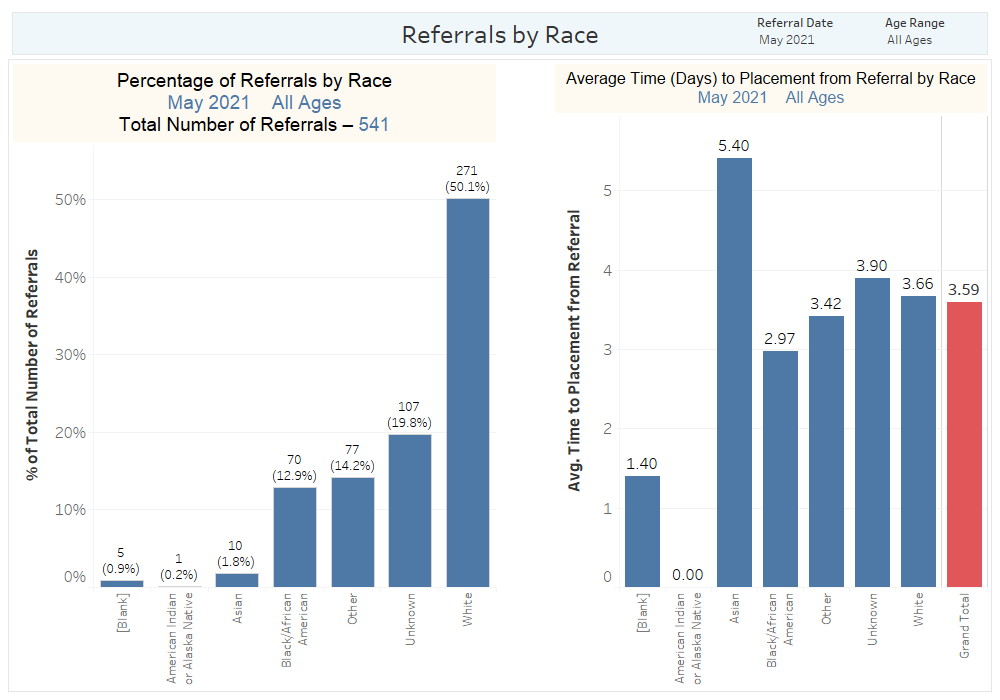 Referrals by Race
Referral Date
May 2021
Age Range
All Ages
Percentage of Referrals by Race
May 2021 All Ages
Total Number of Referrals – 541
% of Total Number of Referrals
50%
40%
30%
20%
10%
0%
5
(0.9%)
1
(0.2%)
10
(1.8%)
70
(12.9%)
77
(14.2%)
107
(19.8%)
271
(50.1%)
[Blank]
American Indian
or Alaska Native
Asian
Black/African
American
Other
Unknown
White
Average Time (Days) to Placement from Referral by Race
May 2021 All Ages
Avg. Time to Placement from Referral
5
4
3
2
1
0
1.40
0.00
5.40
2.97
3.42
3.90
3.66
3.59
[Blank]
American Indian
or Alaska Native
Asian
Black/African
American
Other
Unknown
White
Grand Total